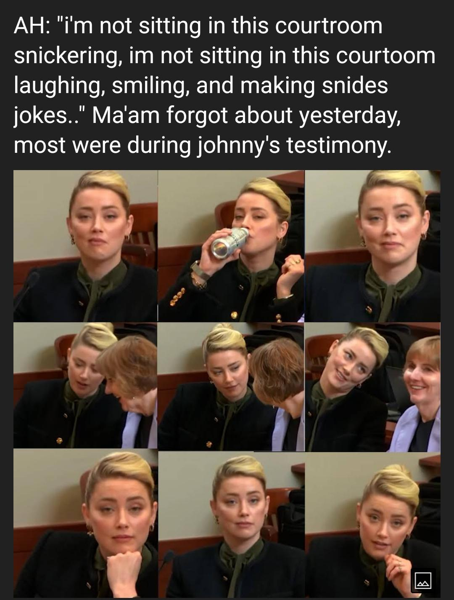 AH: "i'm not sitting in this courtroom
snickering, im not sitting in this courtoom
laughing, smiling, and making snides
jokes.." Ma'am forgot about yesterday,
most were during johnny's testimony.